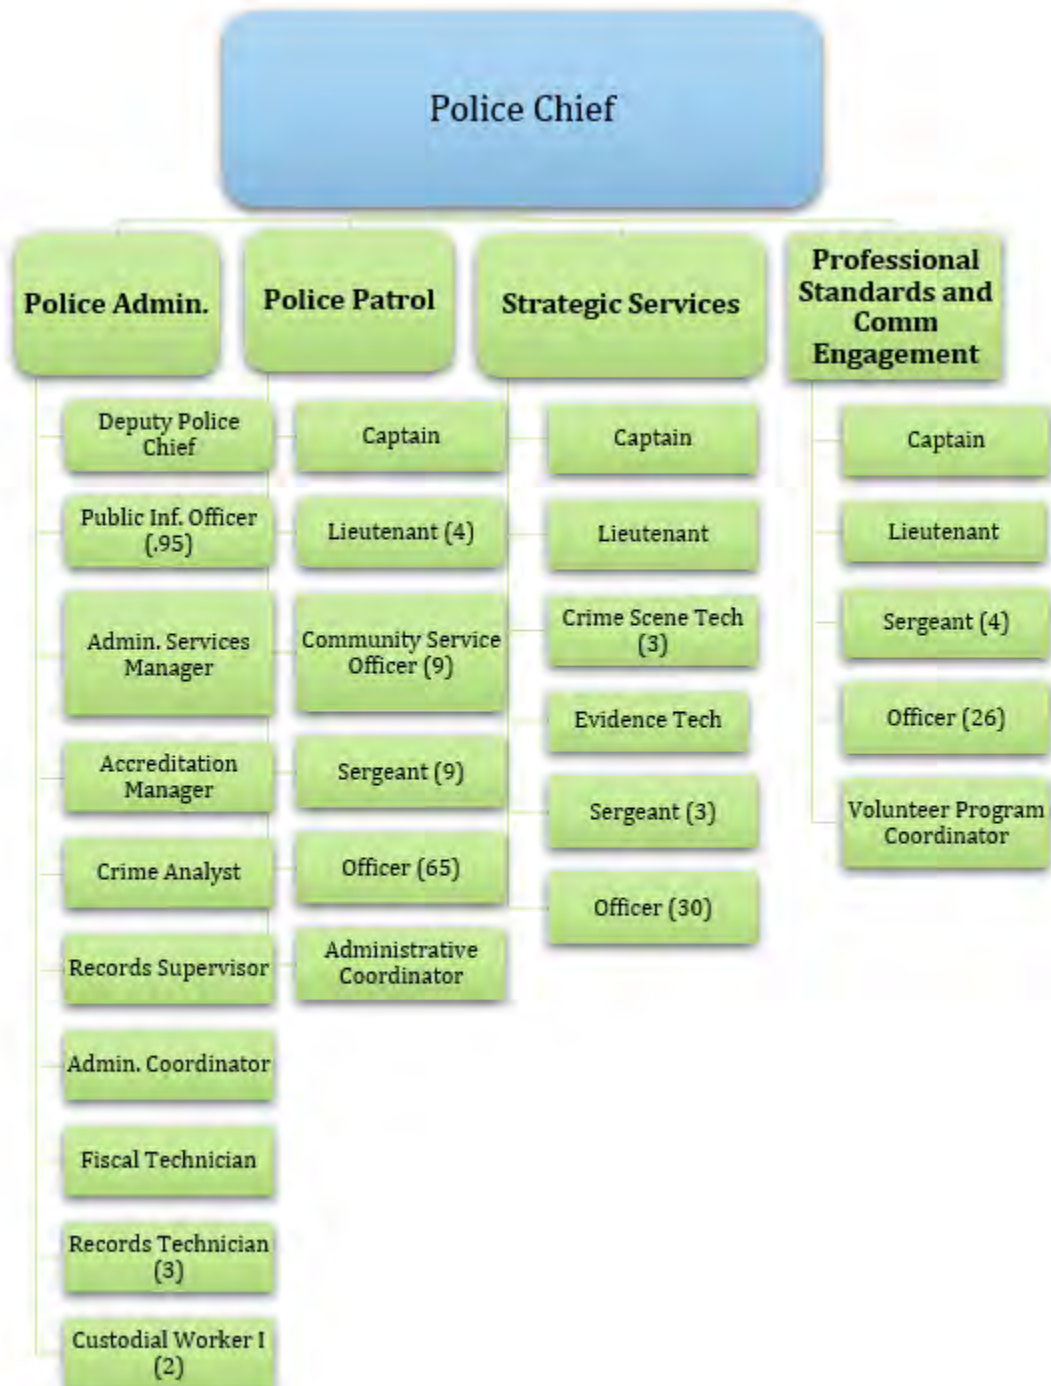 Police Chief
Police Admin.
Deputy Police
Chief
Public Inf. Officer
(.95)
Admin. Services
Manager
Accreditation
Manager
Crime Analyst
Records Supervisor
Admin. Coordinator
Fiscal Technician
Records Technician
(3)
Custodial Worker I
(2)
Police Patrol
Captain
Lieutenant (4)
Community Service
Officer (9)
Sergeant (9)
Officer (65)
Administrative
Coordinator
Strategic Services
Captain
Lieutenant
Crime Scene Tech
(3)
Evidence Tech
Sergeant (3)
Officer (30)
Professional
Standards and
Comm
Engagement
Captain
Lieutenant
Sergeant (4)
Officer (26)
Volunteer Program
Coordinator